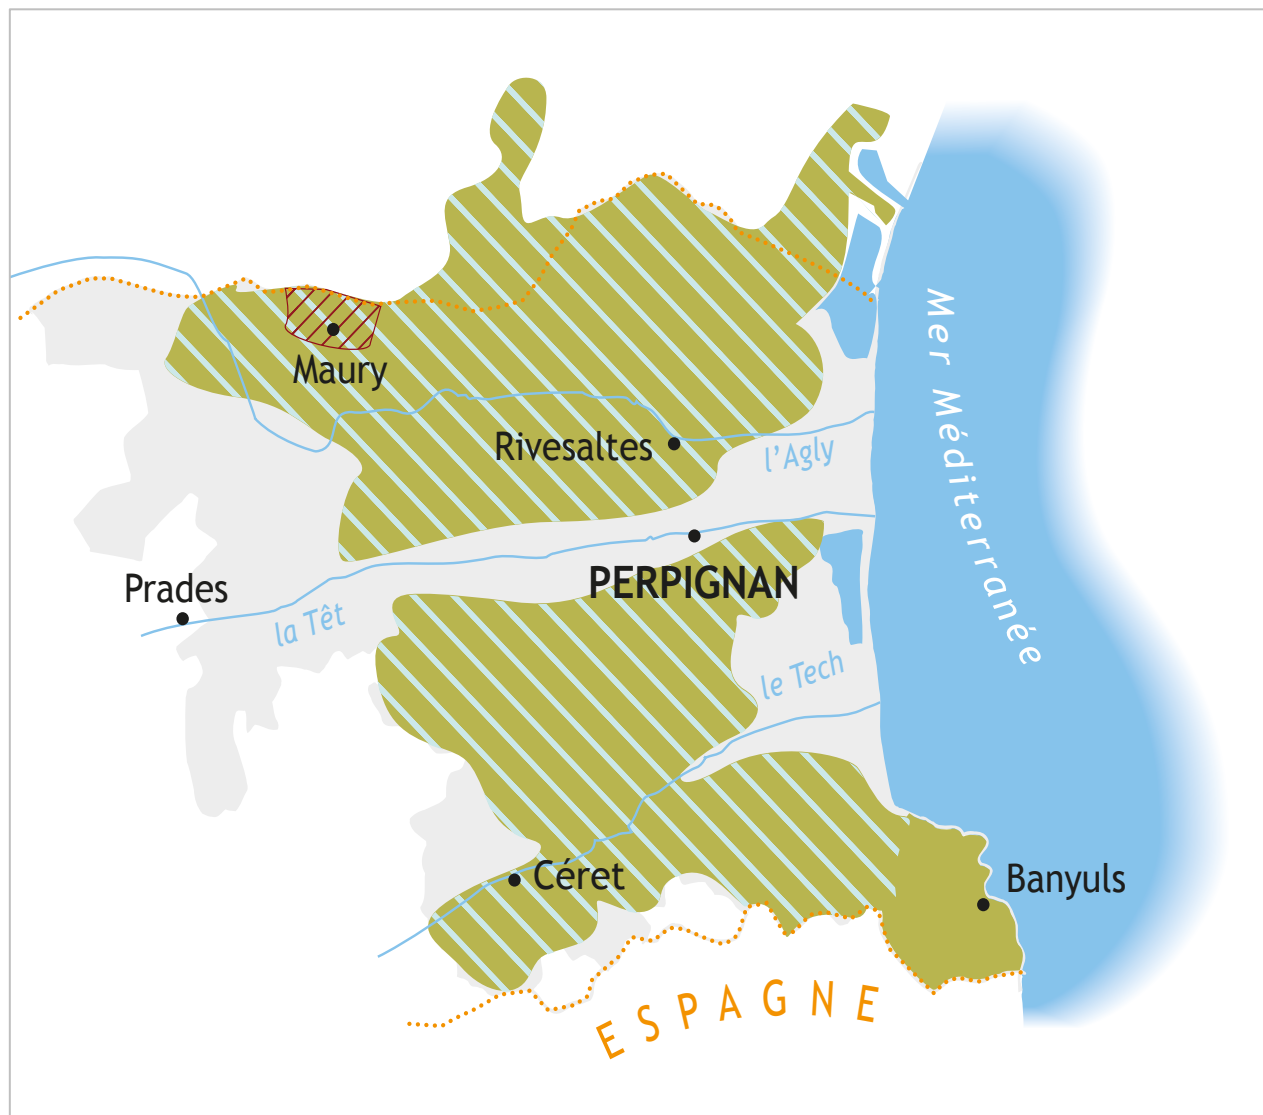 Mer Méditerranée
Maury
Rivesaltes
l'Agly
PERPIGNAN
Prades
la Têt
le Tech
Céret
Banyuls
ESPAGNE